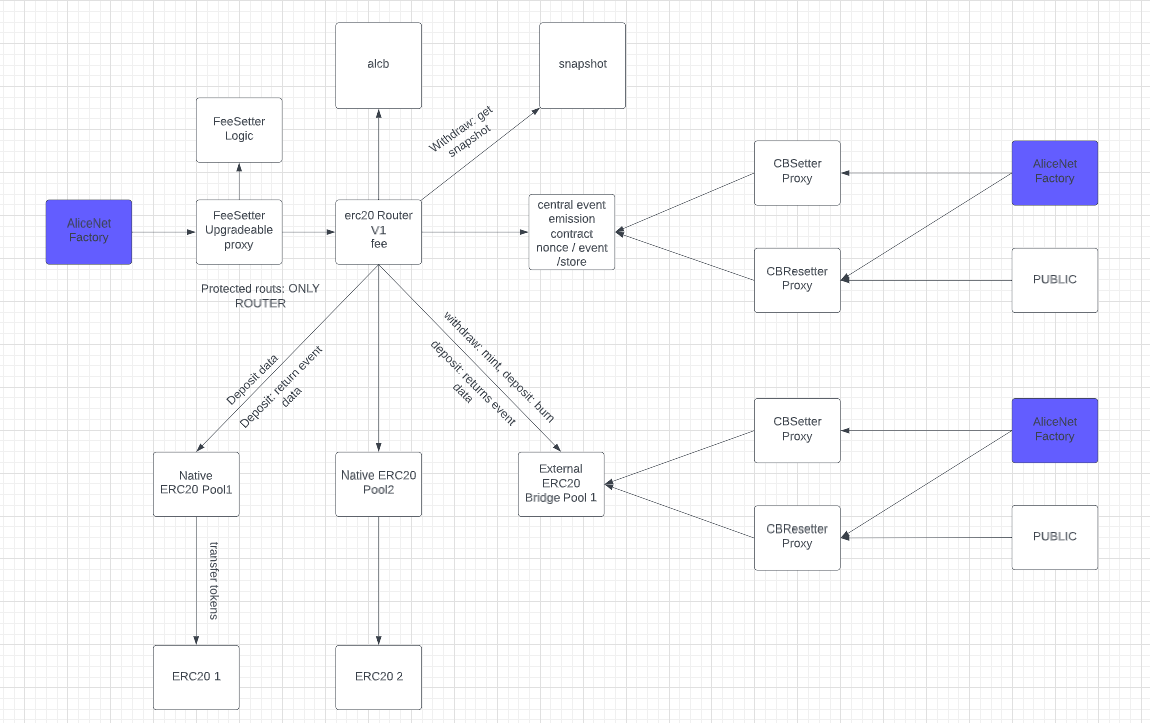 alcb
snapshot
FeeSetter
Logic
Withdraw: get
snapshot
CBSetter
Proxy
AliceNet
Factory
AliceNet
Factory
FeeSetter
Upgradeable
proxy
erc20 Router
V1
fee
central event
emission
contract
nonce / event
/store
CBResetter
Proxy
PUBLIC
Protected routs: ONLY
ROUTER
Deposit data
Deposit: return event
data
withdraw: mint, deposit: burn
deposit: returns event
data
CBSetter
Proxy
AliceNet
Factory
Native
ERC20 Pool1
Native ERC20
Pool2
External
ERC20
Bridge Pool 1
CBResetter
Proxy
PUBLIC
transfer tokens
ERC20 1
ERC20 2